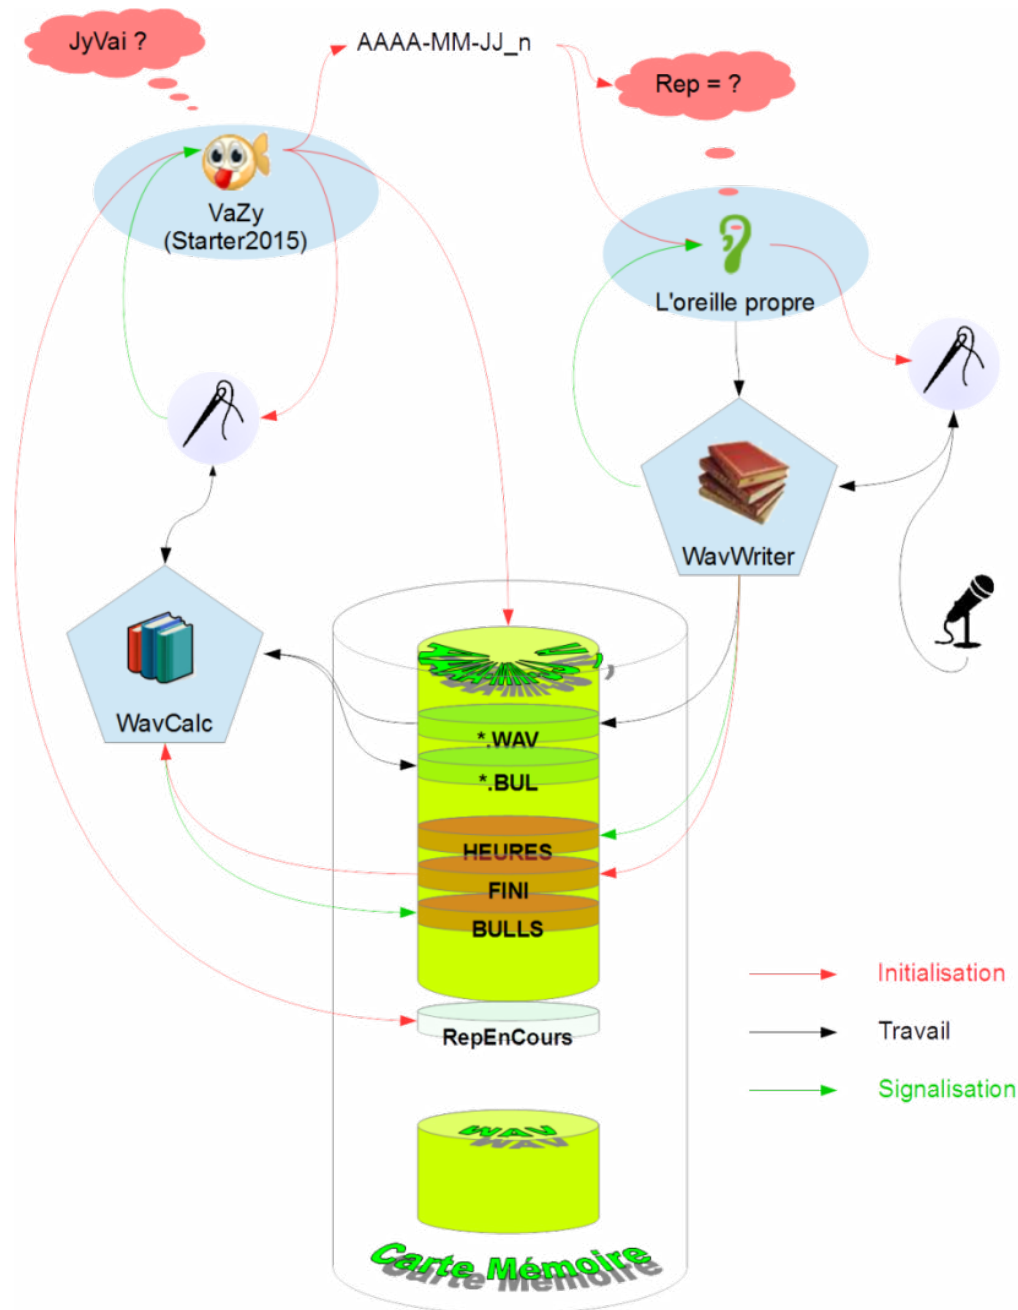 JyVai ?
AAAA-MM-JJ_n
Rep = ?
VaZy
(Starter2015)
L'oreille propre
WavWriter
WavCalc
*.WAV
*.BUL
HEURES
FINI
BULLS
RepEnCours
Initialisation
Travail
Signalisation
WAV
Carte Mémoire